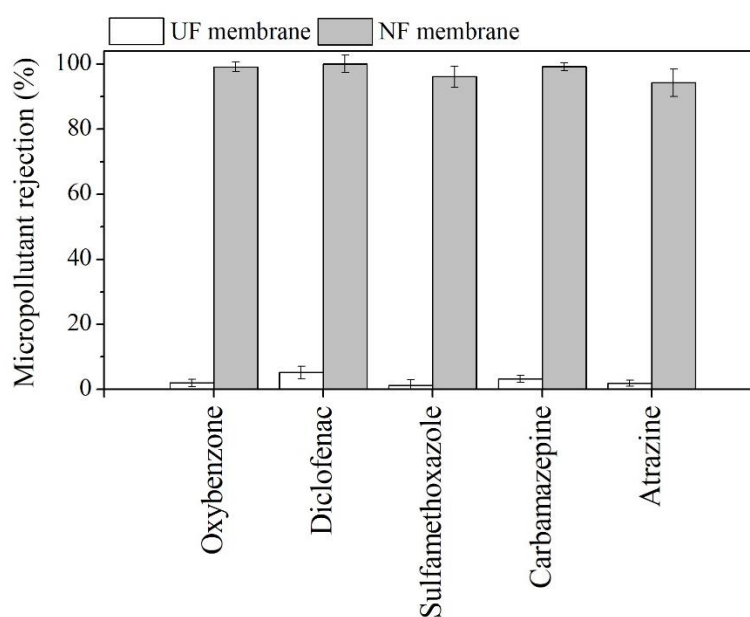 UF membrane NF membrane
Micropollutant rejection (%)
100
80
60
40
20
0
Oxybenzone
Diclofenac
Sulfamethoxazole
Carbamazepine
Atrazine